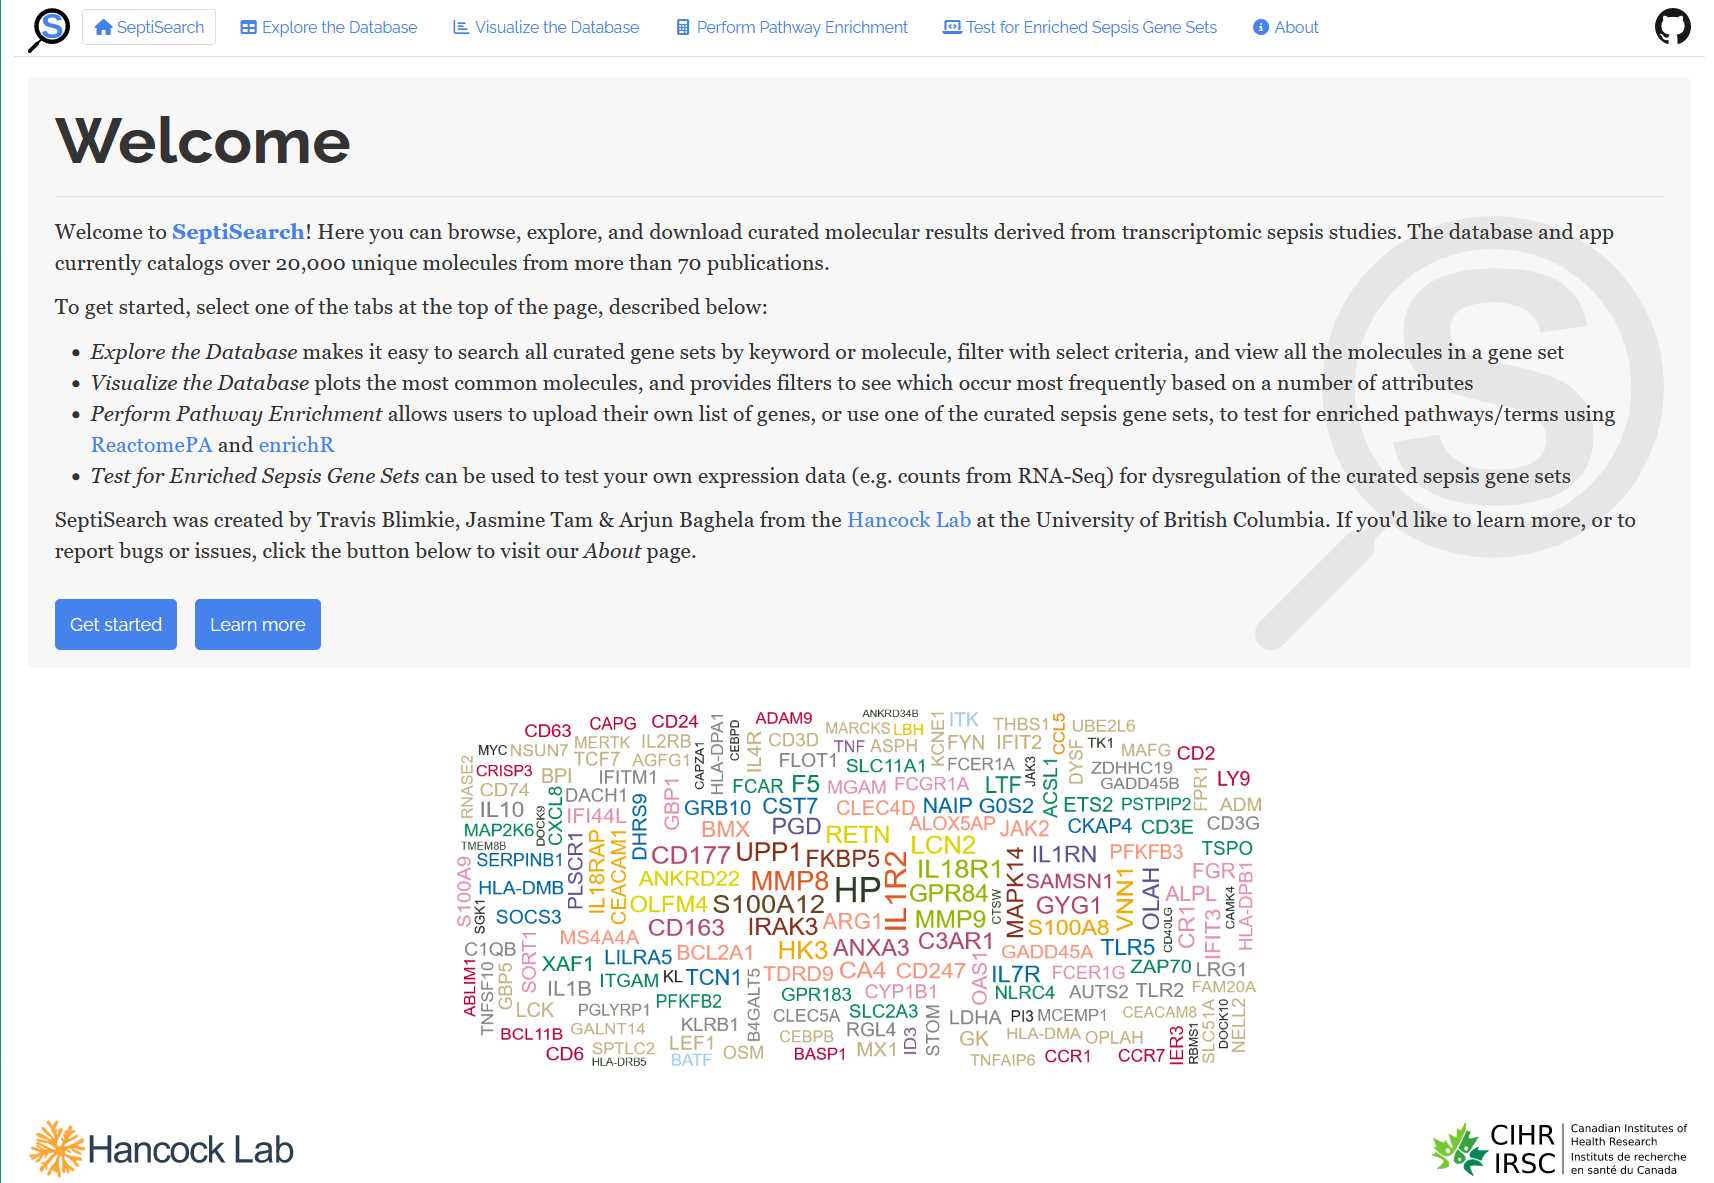 S SeptiSearch Explore the Database Visualize the Database Perform Pathway Enrichment Test for Enriched Sepsis Gene Sets About
Welcome
Welcome to SeptiSearch! Here you can browse, explore, and download curated molecular results derived from transcriptomic sepsis studies. The database and app
currently catalogs over 20,000 unique molecules from more than 70 publications.
To get started, select one of the tabs at the top of the page, described below:
• Explore the Database makes it easy to search all curated gene sets by keyword or molecule, filter with select criteria, and view all the molecules in a gene set
• Visualize the Database plots the most common molecules, and provides filters to see which occur most frequently based on a number of attributes
• Perform Pathway Enrichment allows users to upload their own list of genes, or use one of the curated sepsis gene sets, to test for enriched pathways/terms using
ReactomePA and enrichR
• Test for Enriched Sepsis Gene Sets can be used to test your own expression data (e.g. counts from RNA-Seq) for dysregulation of the curated sepsis gene sets
SeptiSearch was created by Travis Blimkie, Jasmine Tam & Arjun Baghela from the Hancock Lab at the University of British Columbia. If you'd like to learn more, or to
report bugs or issues, click the button below to visit our About page.
S
Get started Learn more
CD63 CAPG CD24 HLA-DPA1 CEBPD ADAM9 ANKRD34B MARCKS LBH KCNE1 ITK THBS1 CCL5 UBE2L6
MYC NSUN7 MERTK IL2RB IL4R CD3D TNF ASPH FYN IFIT2 DYSF TK1 MAFG CD2
RNASE2 CRISP3 BPI TCF7 AGFG1 CAPZA1 FLOT1 SLC11A1 FCER1A JAK3 ACSL1 ZDHHC19
CD74 IFITM1 GBP1 FCAR F5 MGAM FCGR1A LTF GADD45B FPR1 LY9
IL10 DOCK9 CXCL8 DACH1 DHRS9 GRB10 CST7 CLEC4D NAIP G0S2 ETS2 PSTPIP2 ADM
MAP2K6 IFI44L BMX PGD RETN ALOX5AP JAK2 CKAP4 CD3E CD3G
TMEM8B SERPINB1 PLSCR1 IL18RAP CEACAM1 CD177 UPP1 FKBP5 IL1R2 LCN2 MAPK14 IL1RN PFKFB3 TSPO
S100A9 HLA-DMB ANKRD22 MMP8 HP IL18R1 SAMSN1 VNN1 OLAH FGR HLA-DPB1
SGK1 OLFM4 S100A12 GPR84 CTSW GYG1 ALPL CAMK4
SOCS3 CD163 IRAK3 ARG1 MMP9 S100A8 CD40LG CR1 IFIT3
C1QB SORT1 MS4A4A LILRA5 BCL2A1 HK3 ANXA3 C3AR1 GADD45A TLR5
ABLIM1 TNFSF10 GBP5 XAF1 ITGAM KL TCN1 B4GALT5 TDRD9 CA4 CD247 OAS1 IL7R FCER1G ZAP70 LRG1
IL1B PFKFB2 GPR183 CYP1B1 NLRC4 AUTS2 TLR2 FAM20A
LCK PGLYRP1 KLRB1 CLEC5A SLC2A3 STOM LDHA PI3 MCEMP1 CEACAM8 SLC51A DOCK10 NELL2
BCL11B GALNT14 LEF1 CEBPB RGL4 ID3 GK HLA-DMA OPLAH IER3 RBMS1
CD6 SPTLC2 HLA-DRB5 BATF OSM BASP1 MX1 TNFAIP6 CCR1 CCR7
Hancock Lab
CIHR
IRSC
Canadian Institutes of
Health Research
Instituts de recherche
en santé du Canada